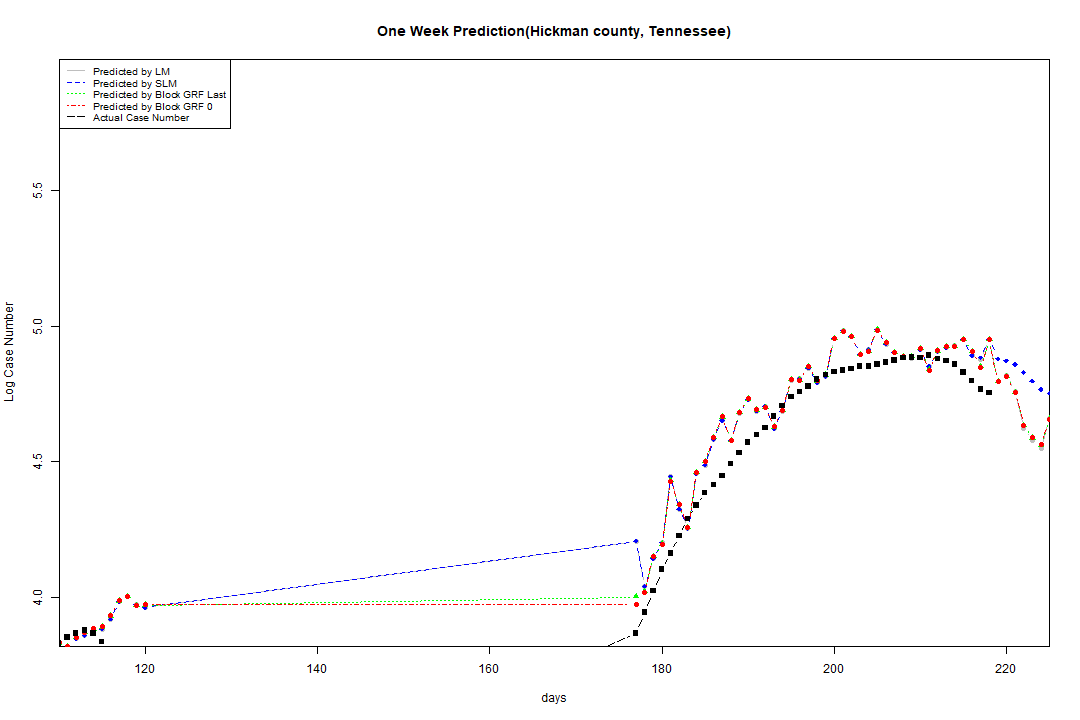 One Week Prediction(Hickman county, Tennessee)
Predicted by LM
Predicted by SLM
Predicted by Block GRF Last
Predicted by Block GRF 0
Actual Case Number
5.5
5.0
4.5
4.0
Log Case Number
120 140 160 180 200 220
days